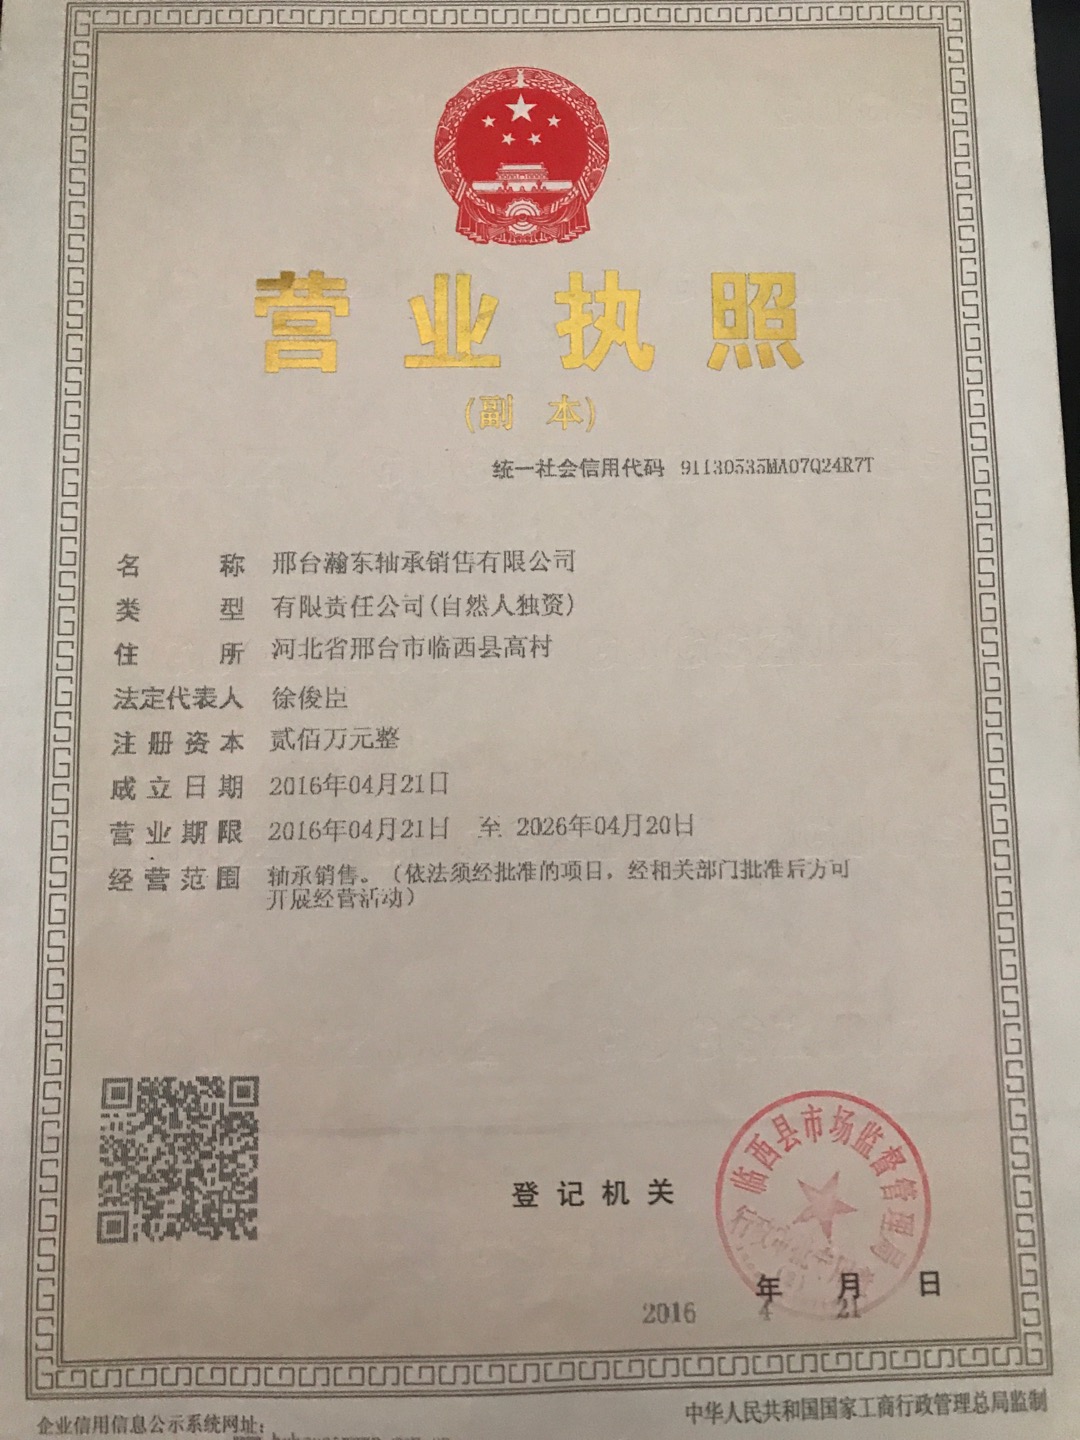 营业执照
(副 本)
统一社会信用代码 91130535MA07Q24R7T
名 称 邢台瀚东轴承销售有限公司
类 型 有限责任公司(自然人独资)
住 所 河北省邢台市临西县高村
法定代表人 徐俊臣
注册资本 贰佰万元整
成立日期 2016年04月21日
营业期限 2016年04月21日 至 2026年04月20日
经营范围 轴承销售。（依法须经批准的项目，经相关部门批准后方可
开展经营活动）
临西县市场监督管理局
登记机关
年 月 日
2016 4 21
企业信用信息公示系统网址:
中华人民共和国国家工商行政管理总局监制